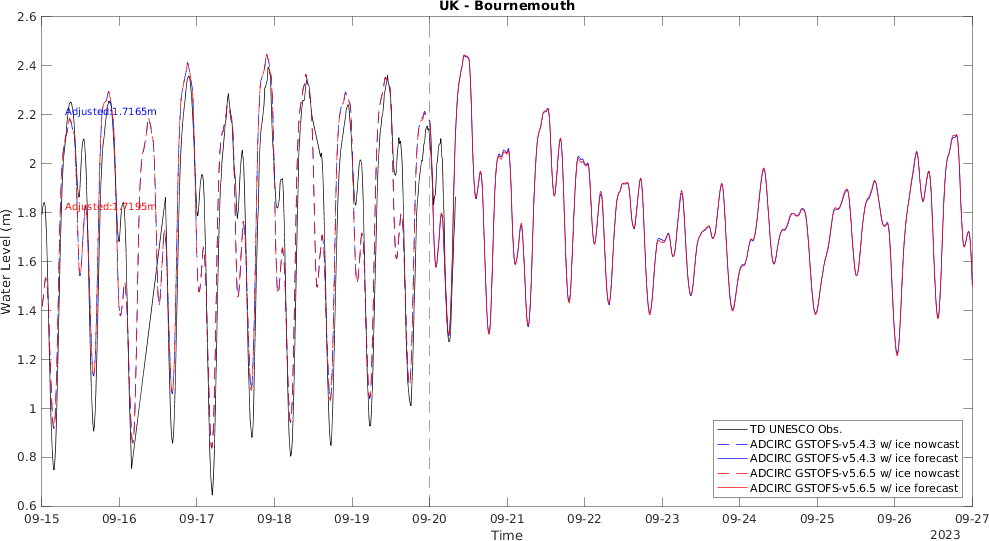 UK - Bournemouth
2.6
2.4
2.2
2
1.8
1.6
1.4
1.2
1
0.8
0.6
Water Level (m)
Adjusted:1.7165m
Adjusted:1.7195m
TD UNESCO Obs.
ADCIRC GSTOFS-v5.4.3 w/ ice nowcast
ADCIRC GSTOFS-v5.4.3 w/ ice forecast
ADCIRC GSTOFS-v5.6.5 w/ ice nowcast
ADCIRC GSTOFS-v5.6.5 w/ ice forecast
09-15 09-16 09-17 09-18 09-19 09-20 09-21 09-22 09-23 09-24 09-25 09-26 09-27
Time
2023